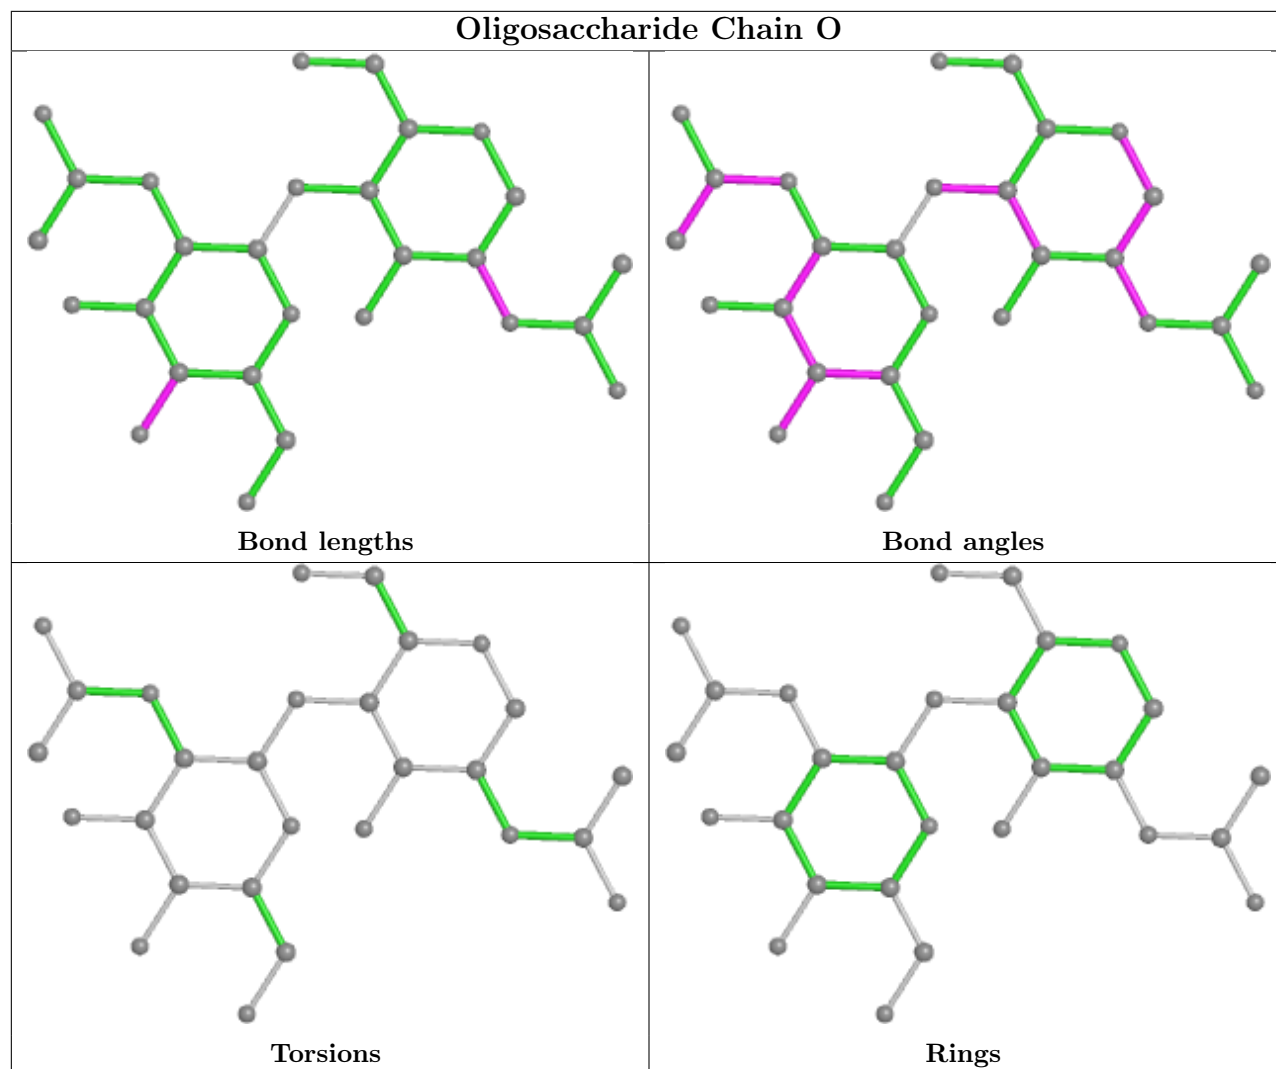 Oligosaccharide Chain O
Bond lengths
Bond angles
Torsions
Rings